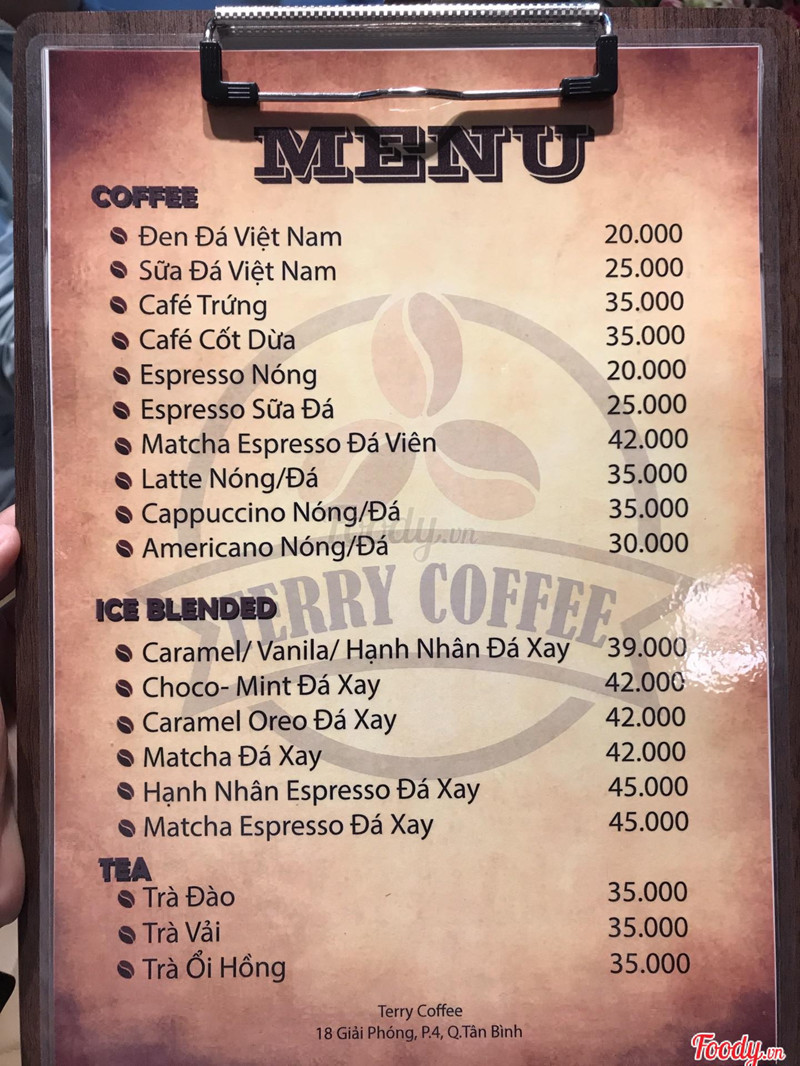 MENU
COFFEE
Đen Đá Việt Nam 20.000
Sữa Đá Việt Nam 25.000
Café Trứng 35.000
Café Cốt Dừa 35.000
Espresso Nóng 20.000
Espresso Sữa Đá 25.000
Matcha Espresso Đá Viên 42.000
Latte Nóng/Đá 35.000
Cappuccino Nóng/Đá 35.000
Americano Nóng/Đá 30.000
Foody.vn
TERRY COFFEE
ICE BLENDED
Caramel/ Vanila/ Hạnh Nhân Đá Xay 39.000
Choco- Mint Đá Xay 42.000
Caramel Oreo Đá Xay 42.000
Matcha Đá Xay 42.000
Hạnh Nhân Espresso Đá Xay 45.000
Matcha Espresso Đá Xay 45.000
TEA
Trà Đào 35.000
Trà Vải 35.000
Trà Ổi Hồng 35.000
Terry Coffee
18 Giải Phóng, P.4, Q.Tân Bình
Foody.vn